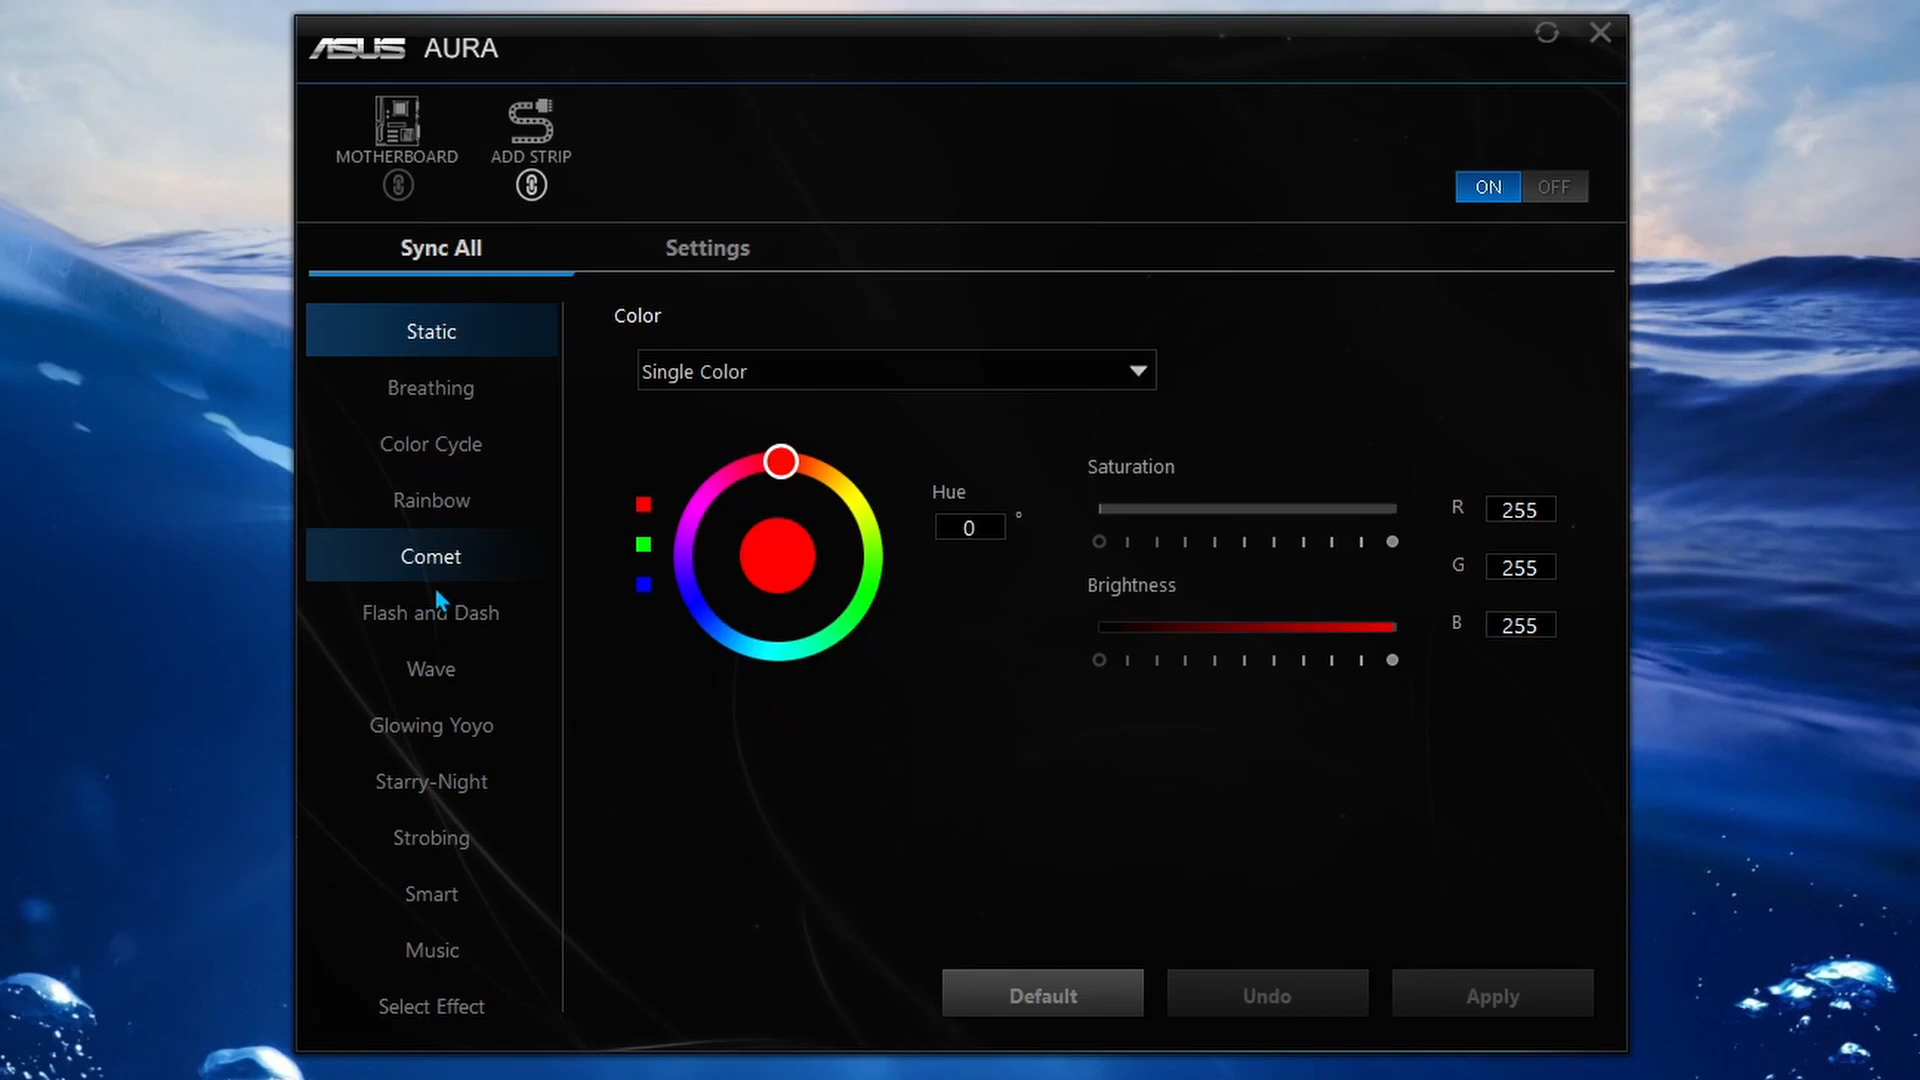 ASUS AURA
MOTHERBOARD
ADD STRIP
ON
OFF
Sync All
Settings
Static
Breathing
Color Cycle
Rainbow
Comet
Flash and Dash
Wave
Glowing Yoyo
Starry-Night
Strobing
Smart
Music
Select Effect
Color
Single Color
Hue
0 °
Saturation
Brightness
R 255
G 255
B 255
Default
Undo
Apply